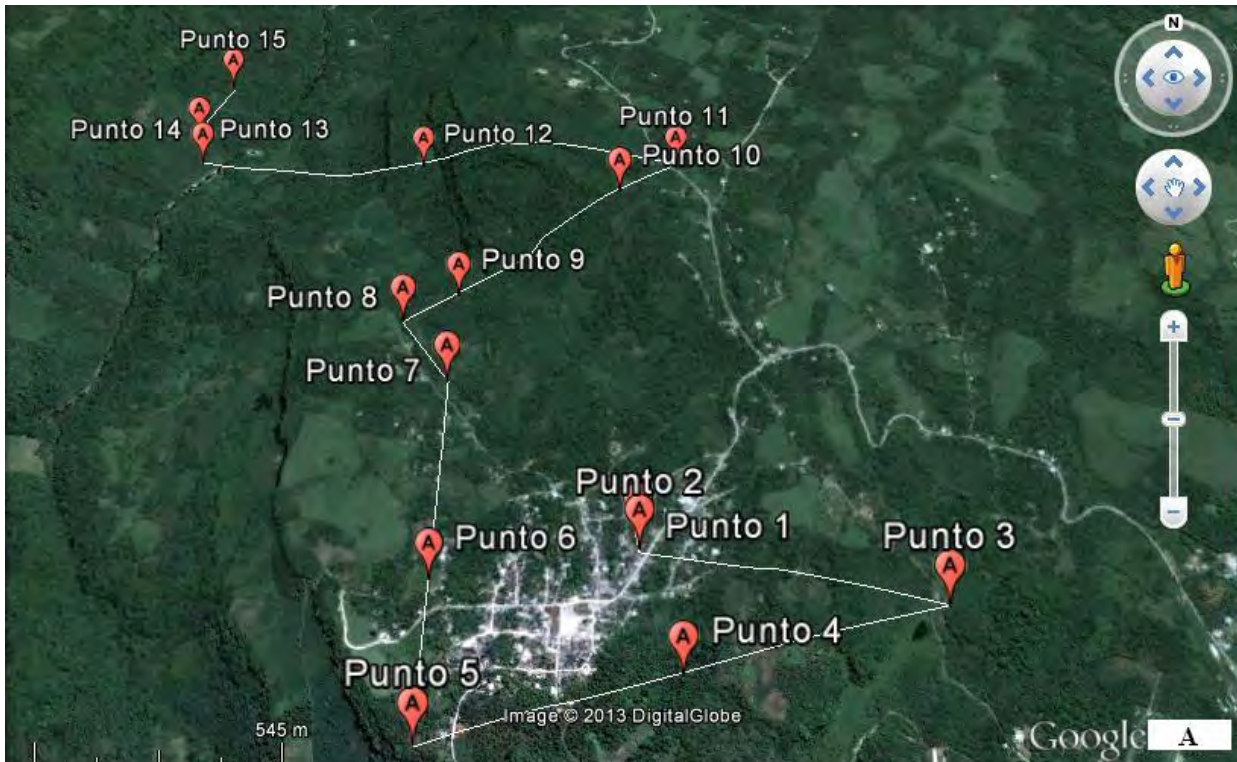 N
Punto 15
Punto 14
Punto 13
Punto 12
Punto 11
Punto 10
Punto 9
Punto 8
Punto 7
Punto 2
Punto 1
Punto 6
Punto 3
Punto 4
Punto 5
Image © 2013 DigitalGlobe
545 m
Google
A